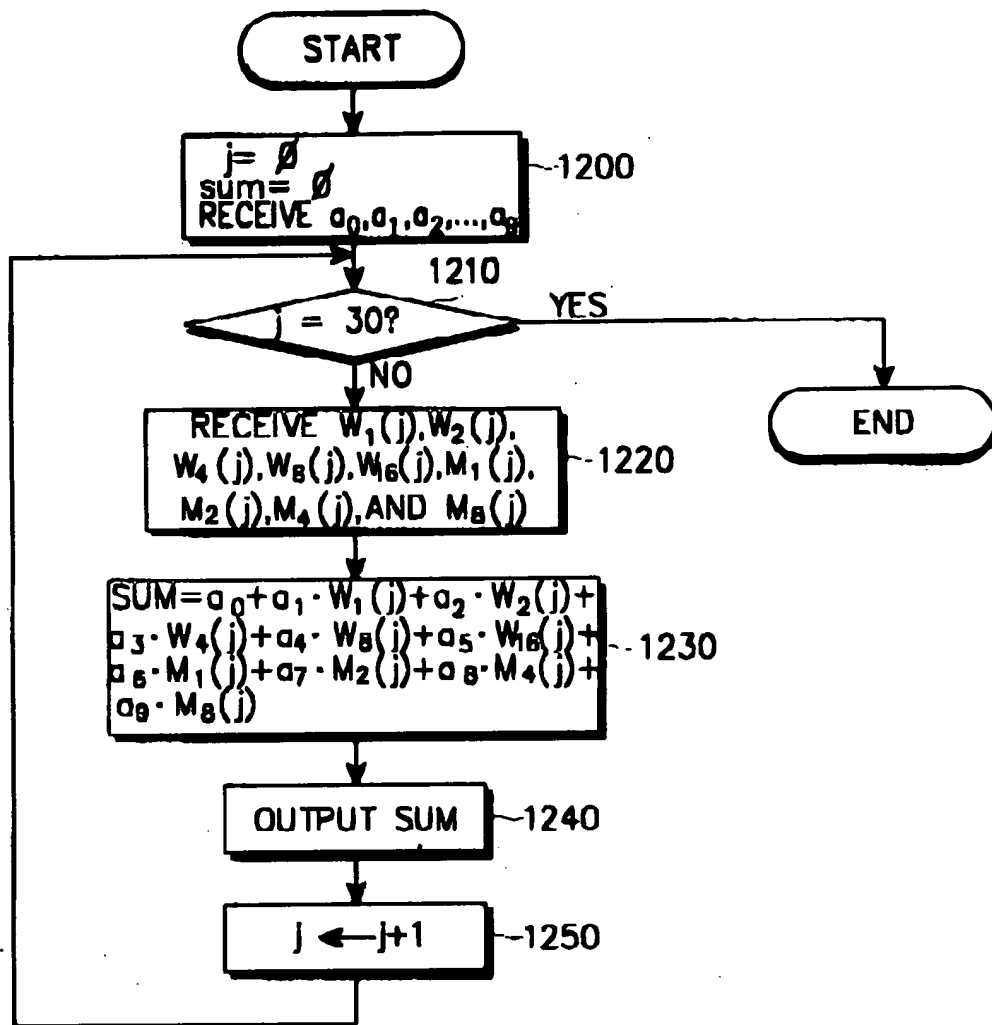 START
j= Ø
sum= Ø
RECEIVE a₀,a₁,a₂,...,a₉
1200
1210
j = 30?
YES
NO
END
RECEIVE W₁(j),W₂(j),
W₄(j),W₈(j),W₁₆(j),M₁(j),
M₂(j),M₄(j),AND M₈(j)
1220
SUM=a₀+a₁·W₁(j)+a₂·W₂(j)+
a₃·W₄(j)+a₄·W₈(j)+a₅·W₁₆(j)+
a₆·M₁(j)+a₇·M₂(j)+a₈·M₄(j)+
a₉·M₈(j)
1230
OUTPUT SUM
1240
j ←j+1
1250